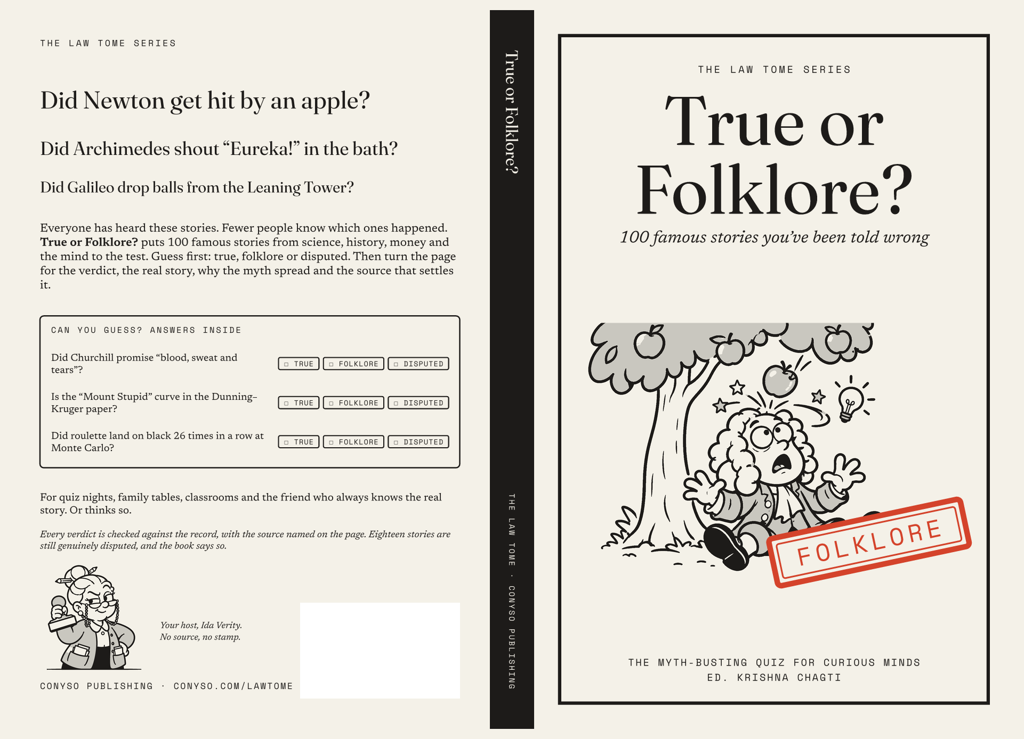 THE LAW TOME SERIES
Did Newton get hit by an apple?
Did Archimedes shout “Eureka!” in the bath?
Did Galileo drop balls from the Leaning Tower?
Everyone has heard these stories. Fewer people know which ones happened.
True or Folklore? puts 100 famous stories from science, history, money and
the mind to the test. Guess first: true, folklore or disputed. Then turn the page
for the verdict, the real story, why the myth spread and the source that settles
it.
CAN YOU GUESS? ANSWERS INSIDE
Did Churchill promise “blood, sweat and
tears”?
☐ TRUE ☐ FOLKLORE ☐ DISPUTED
Is the “Mount Stupid” curve in the Dunning–
Kruger paper?
☐ TRUE ☐ FOLKLORE ☐ DISPUTED
Did roulette land on black 26 times in a row at
Monte Carlo?
☐ TRUE ☐ FOLKLORE ☐ DISPUTED
For quiz nights, family tables, classrooms and the friend who always knows the real
story. Or thinks so.
Every verdict is checked against the record, with the source named on the page. Eighteen stories are
still genuinely disputed, and the book says so.
Your host, Ida Verity.
No source, no stamp.
CONYSO PUBLISHING · CONYSO.COM/LAWTOME
True or Folklore?
THE LAW TOME · CONYSO PUBLISHING
THE LAW TOME SERIES
True or
Folklore?
100 famous stories you’ve been told wrong
FOLKLORE
THE MYTH-BUSTING QUIZ FOR CURIOUS MINDS
ED. KRISHNA CHAGTI